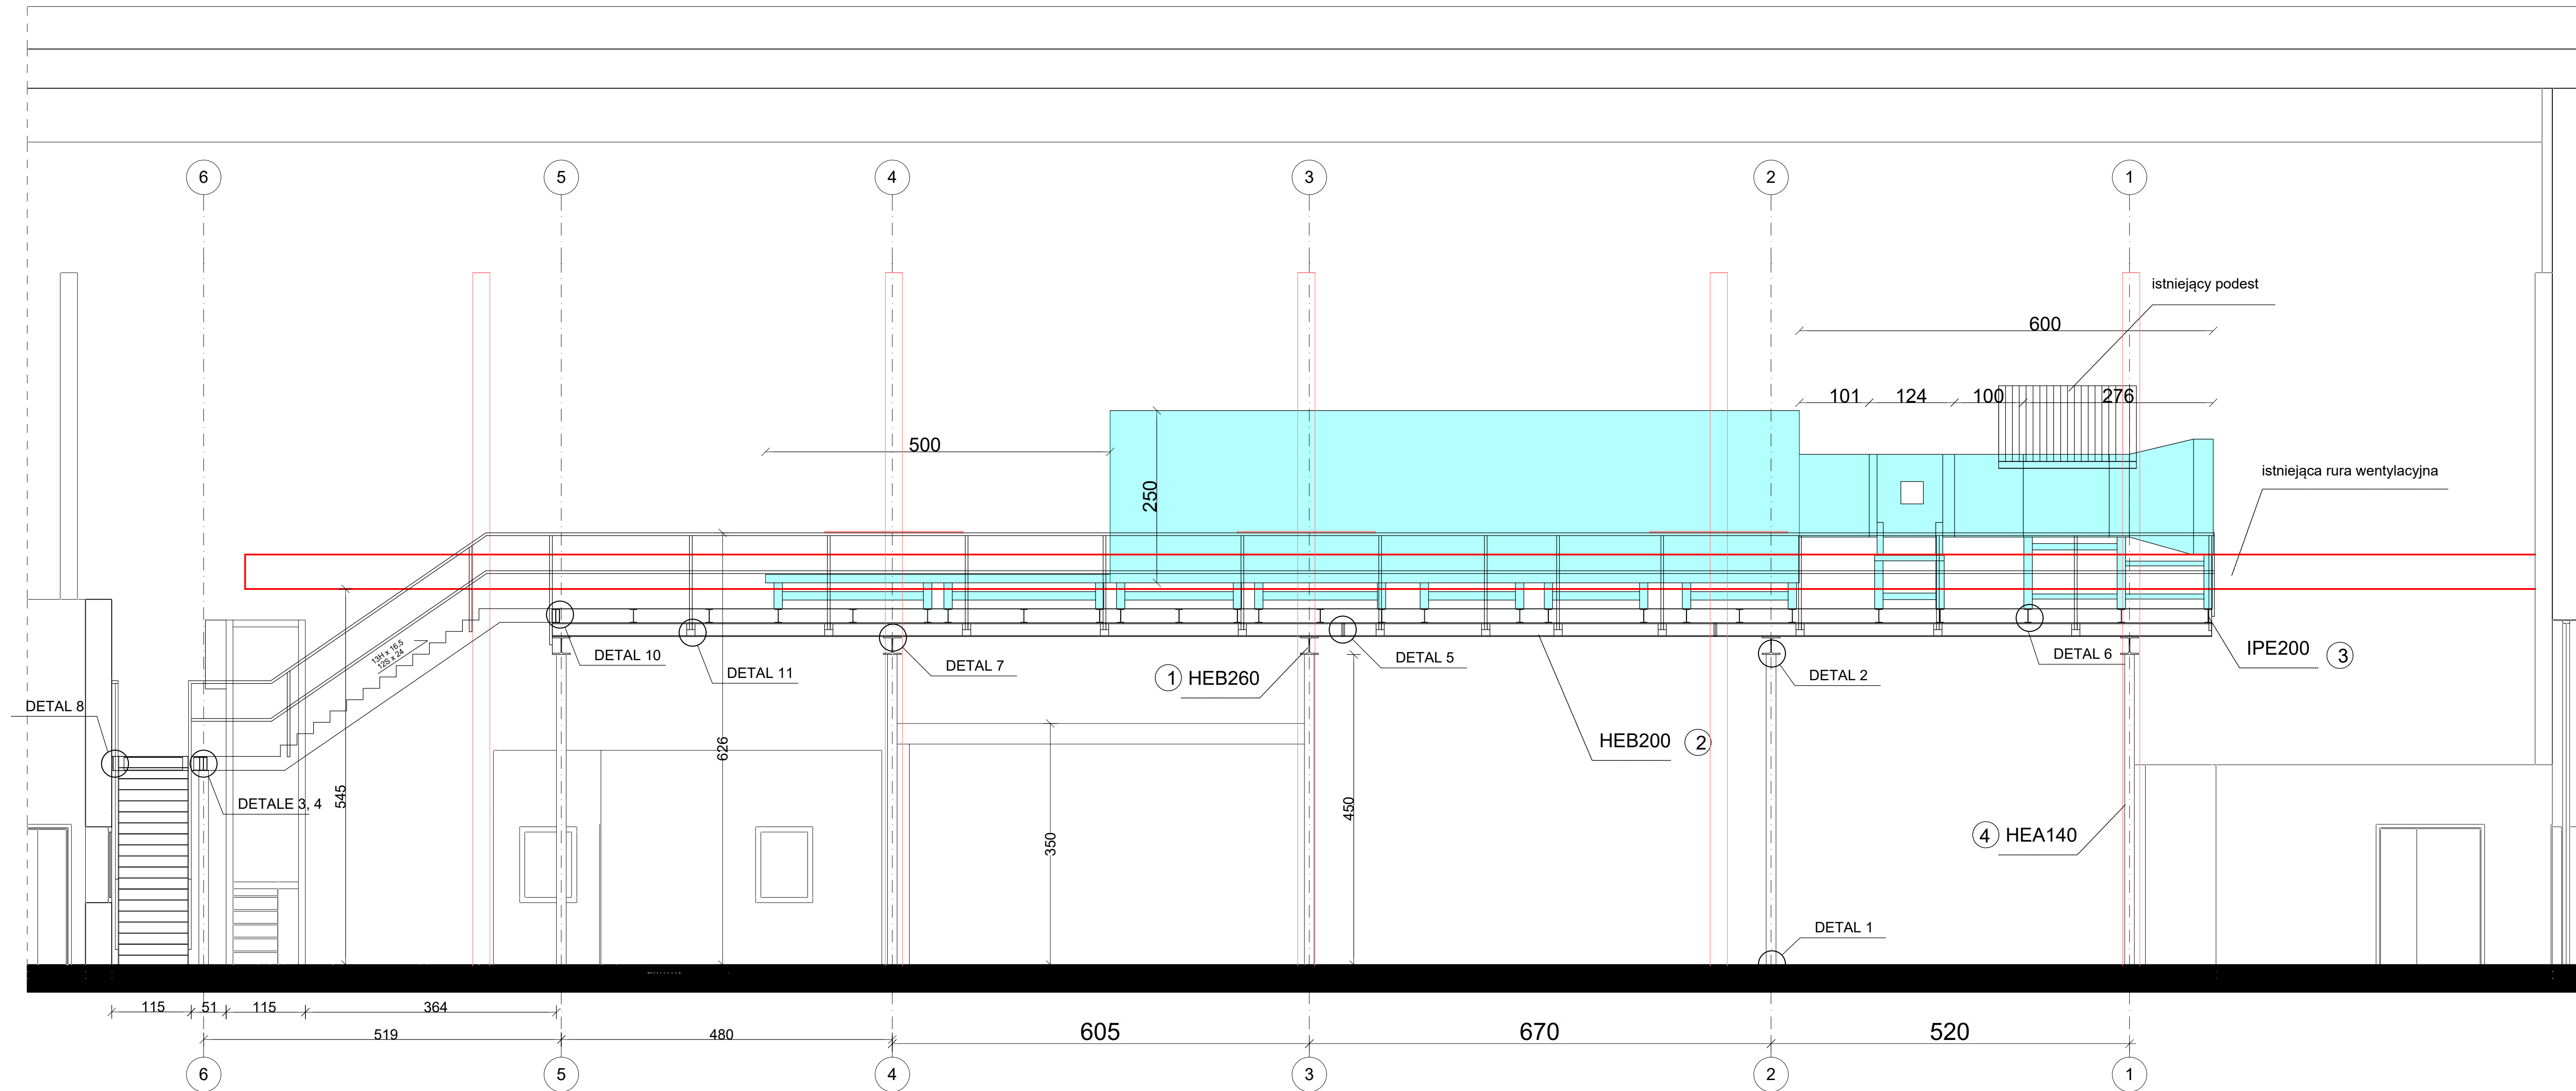 6
5
4
3
2
1
istniejący podest
600
101
124
100
276
500
250
istniejąca rura wentylacyjna
13H x 16,5
12S x 24
DETAL 10
DETAL 11
DETAL 7
1
HEB260
DETAL 5
DETAL 2
DETAL 6
IPE200
3
DETAL 8
HEB200
2
626
545
DETALE 3, 4
450
350
4
HEA140
DETAL 1
115
51
115
364
519
480
605
670
520
6
5
4
3
2
1